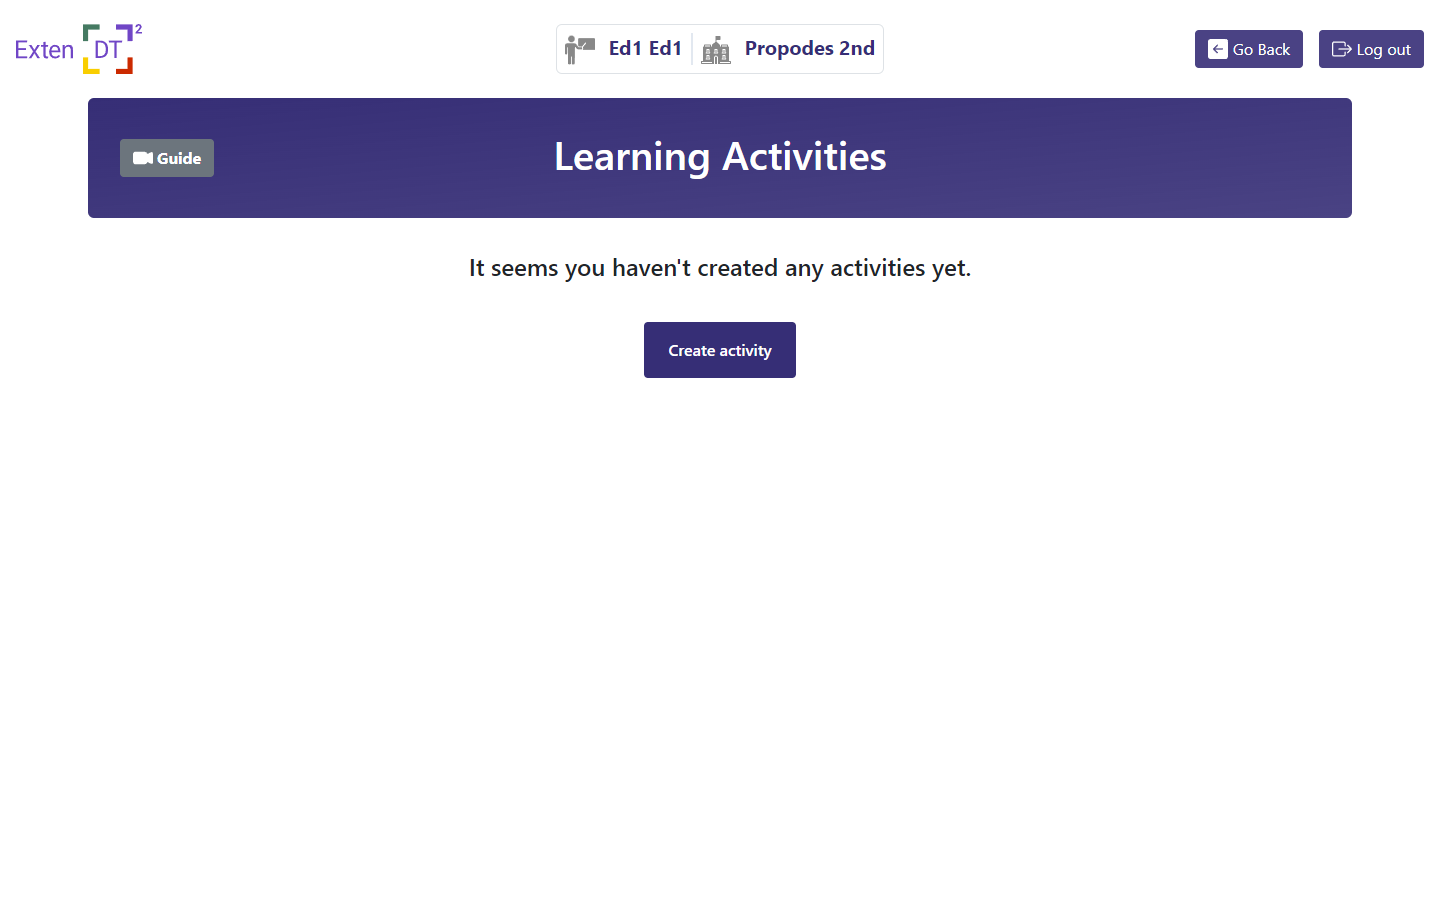 Exten DT 2
Ed1 Ed1 Propodes 2nd
Go Back Log out
Guide
Learning Activities
It seems you haven't created any activities yet.
Create activity